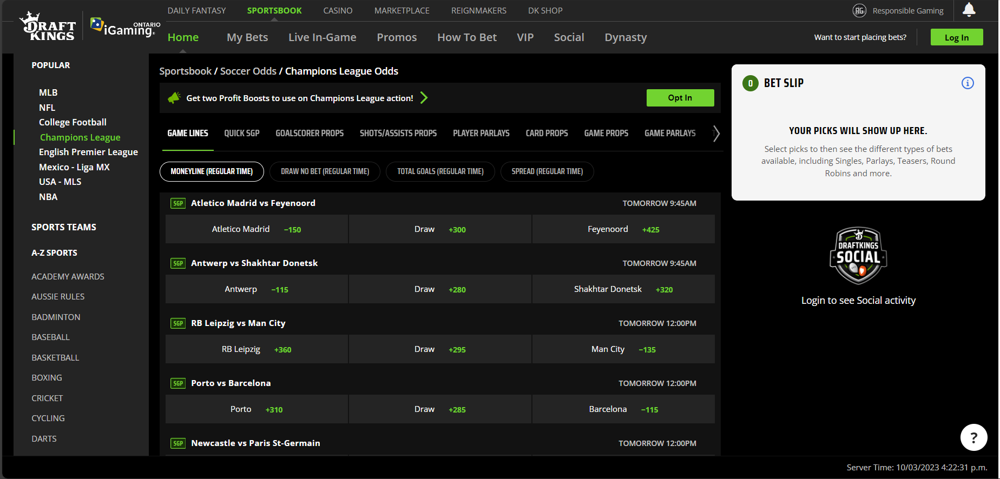 DAILY FANTASY SPORTSBOOK CASINO MARKETPLACE REIGNMAKERS DK SHOP
RG Responsible Gaming
DRAFT KINGS
iGaming ONTARIO
Home My Bets Live In-Game Promos How To Bet VIP Social Dynasty
Want to start placing bets? Log In
POPULAR
MLB
NFL
College Football
Champions League
English Premier League
Mexico - Liga MX
USA - MLS
NBA
SPORTS TEAMS
A-Z SPORTS
ACADEMY AWARDS
AUSSIE RULES
BADMINTON
BASEBALL
BASKETBALL
BOXING
CRICKET
CYCLING
DARTS
Sportsbook / Soccer Odds / Champions League Odds
Get two Profit Boosts to use on Champions League action! Opt In
GAME LINES QUICK SGP GOALSCORER PROPS SHOTS/ASSISTS PROPS PLAYER PARLAYS CARD PROPS GAME PROPS GAME PARLAYS
MONEYLINE (REGULAR TIME) DRAW NO BET (REGULAR TIME) TOTAL GOALS (REGULAR TIME) SPREAD (REGULAR TIME)
SGP Atletico Madrid vs Feyenoord TOMORROW 9:45AM
Atletico Madrid −150 Draw +300 Feyenoord +425
SGP Antwerp vs Shakhtar Donetsk TOMORROW 9:45AM
Antwerp −115 Draw +280 Shakhtar Donetsk +320
SGP RB Leipzig vs Man City TOMORROW 12:00PM
RB Leipzig +360 Draw +295 Man City −135
SGP Porto vs Barcelona TOMORROW 12:00PM
Porto +310 Draw +285 Barcelona −115
SGP Newcastle vs Paris St-Germain TOMORROW 12:00PM
0 BET SLIP
YOUR PICKS WILL SHOW UP HERE.
Select picks to then see the different types of bets
available, including Singles, Parlays, Teasers, Round
Robins and more.
DRAFTKINGS
SOCIAL
Login to see Social activity
?
Server Time: 10/03/2023 4:22:31 p.m.